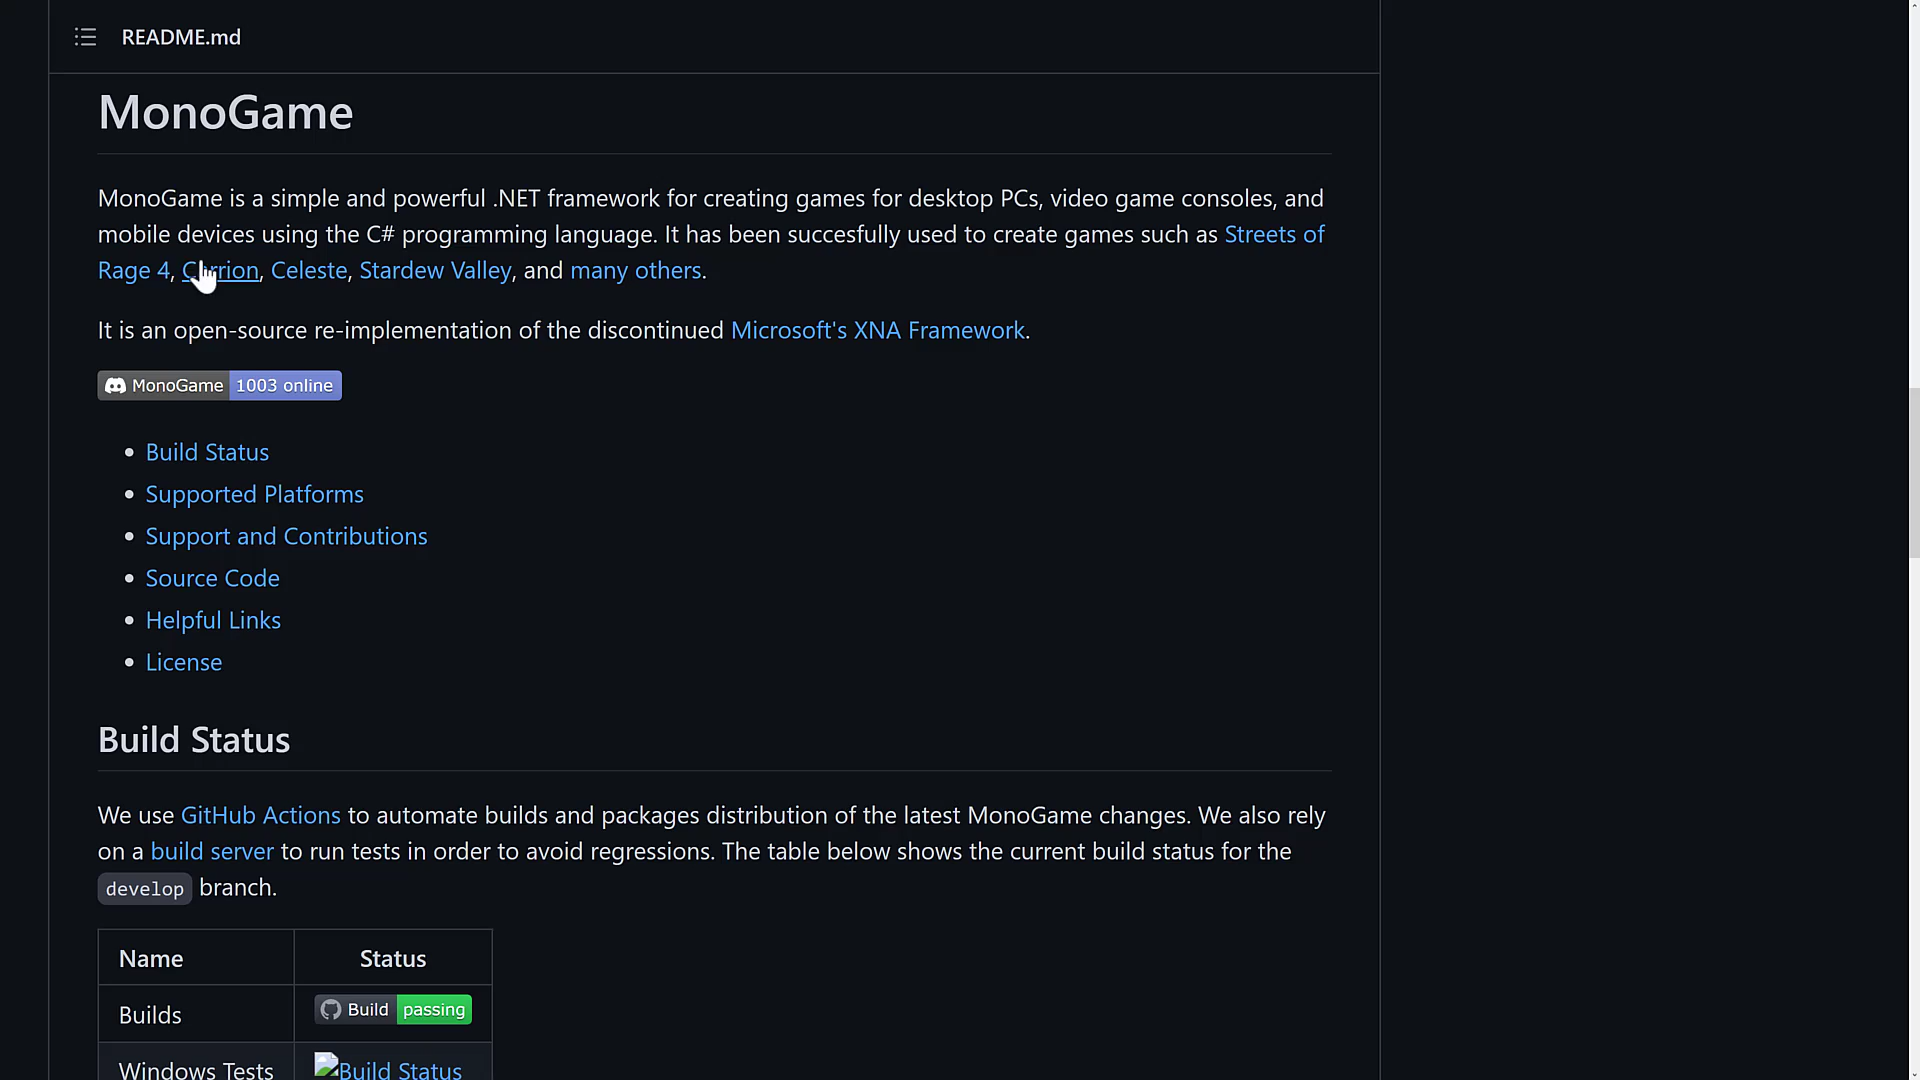 README.md
MonoGame
MonoGame is a simple and powerful .NET framework for creating games for desktop PCs, video game consoles, and
mobile devices using the C# programming language. It has been succesfully used to create games such as Streets of
Rage 4, Carrion, Celeste, Stardew Valley, and many others.
It is an open-source re-implementation of the discontinued Microsoft's XNA Framework.
MonoGame 1003 online
Build Status
Supported Platforms
Support and Contributions
Source Code
Helpful Links
License
Build Status
We use GitHub Actions to automate builds and packages distribution of the latest MonoGame changes. We also rely
on a build server to run tests in order to avoid regressions. The table below shows the current build status for the
develop branch.
Name Status
Builds Build passing
Windows Tests Build Status